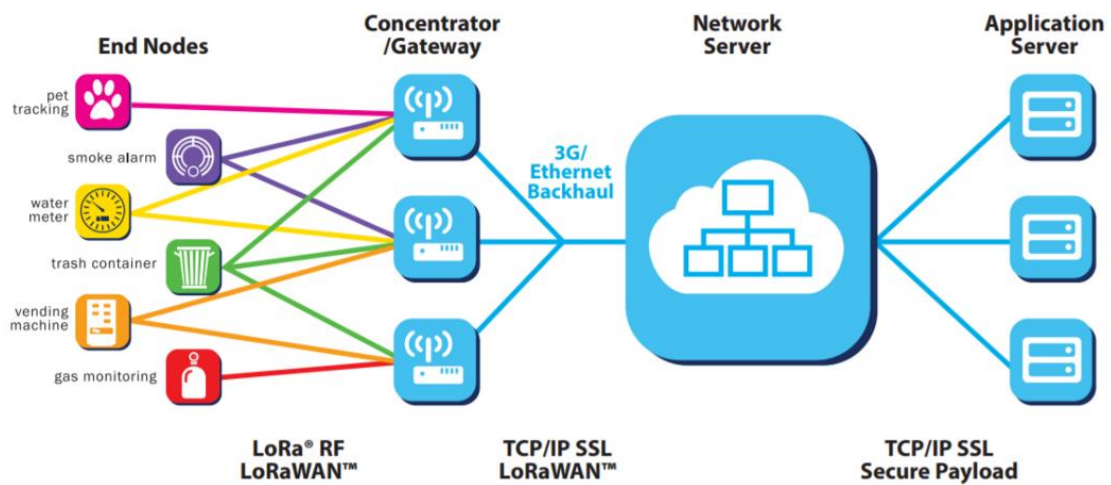 End Nodes
Concentrator
/Gateway
Network
Server
Application
Server
pet
tracking
smoke alarm
water
meter
trash container
vending
machine
gas monitoring
3G/
Ethernet
Backhaul
LoRa® RF
LoRaWAN™
TCP/IP SSL
LoRaWAN™
TCP/IP SSL
Secure Payload